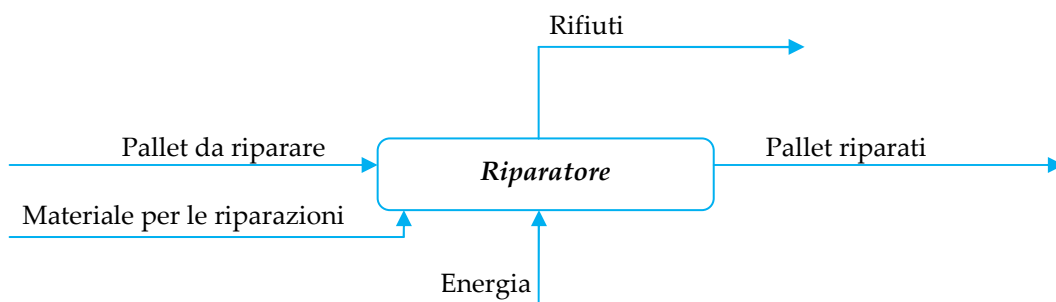 Rifiuti
Pallet da riparare
Riparatore
Pallet riparati
Materiale per le riparazioni
Energia